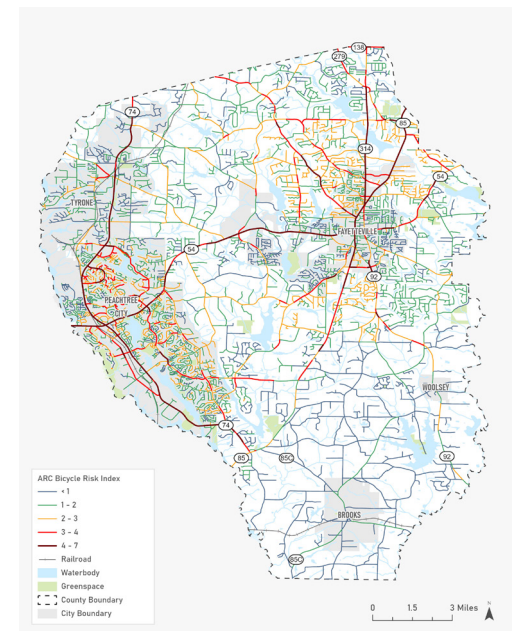 138
279
74
85
314
54
TYRONE
FAYETTEVILLE
54
92
PEACHTREE
CITY
WOOLSEY
74
85
85C
92
BROOKS
85C
ARC Bicycle Risk Index
< 1
1 - 2
2 - 3
3 - 4
4 - 7
Railroad
Waterbody
Greenspace
County Boundary
City Boundary
0 1.5 3 Miles
N